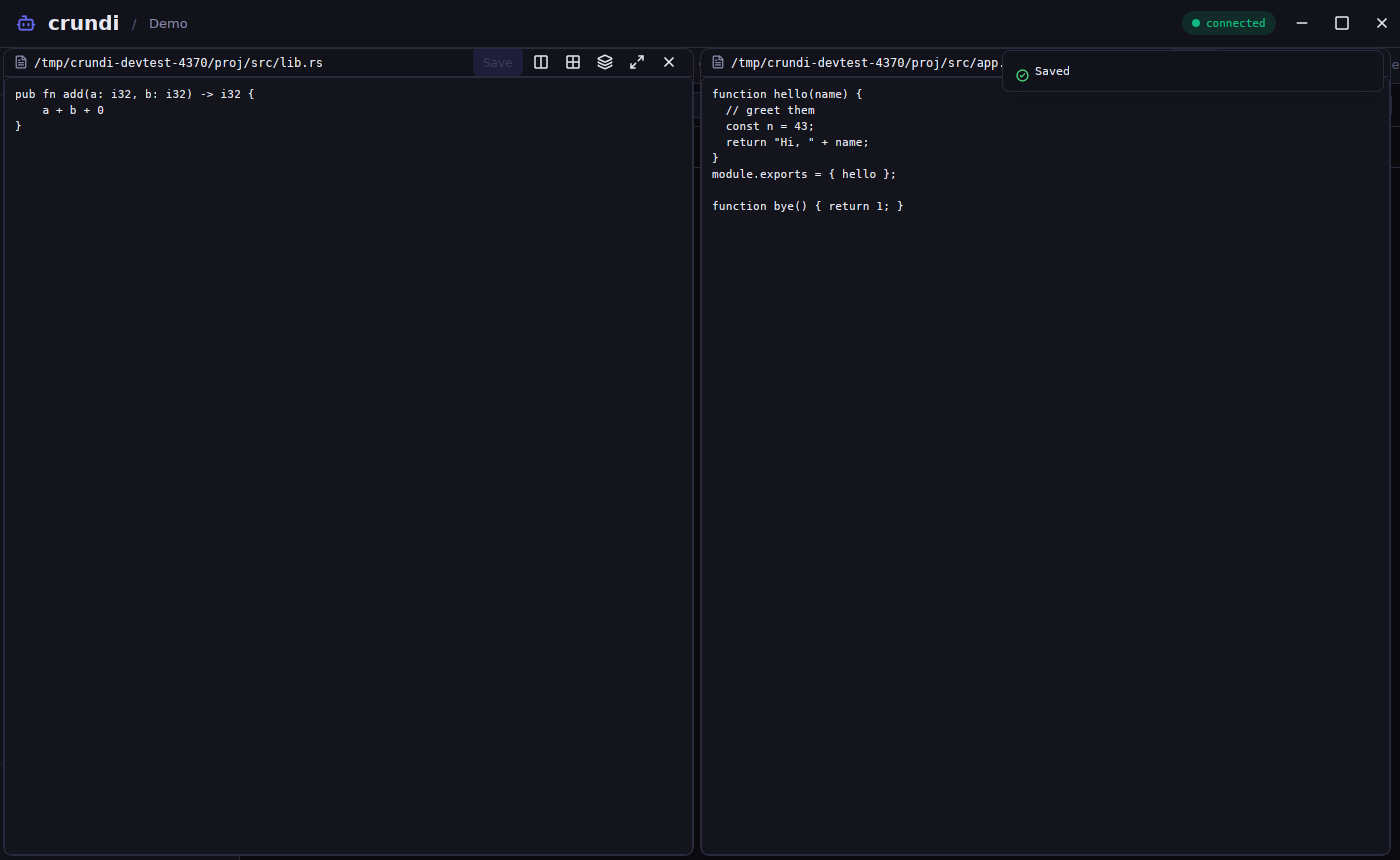 crundi / Demo
connected
/tmp/crundi-devtest-4370/proj/src/lib.rs
Save
pub fn add(a: i32, b: i32) -> i32 {
    a + b + 0
}
/tmp/crundi-devtest-4370/proj/src/app.
Saved
function hello(name) {
  // greet them
  const n = 43;
  return "Hi, " + name;
}
module.exports = { hello };

function bye() { return 1; }